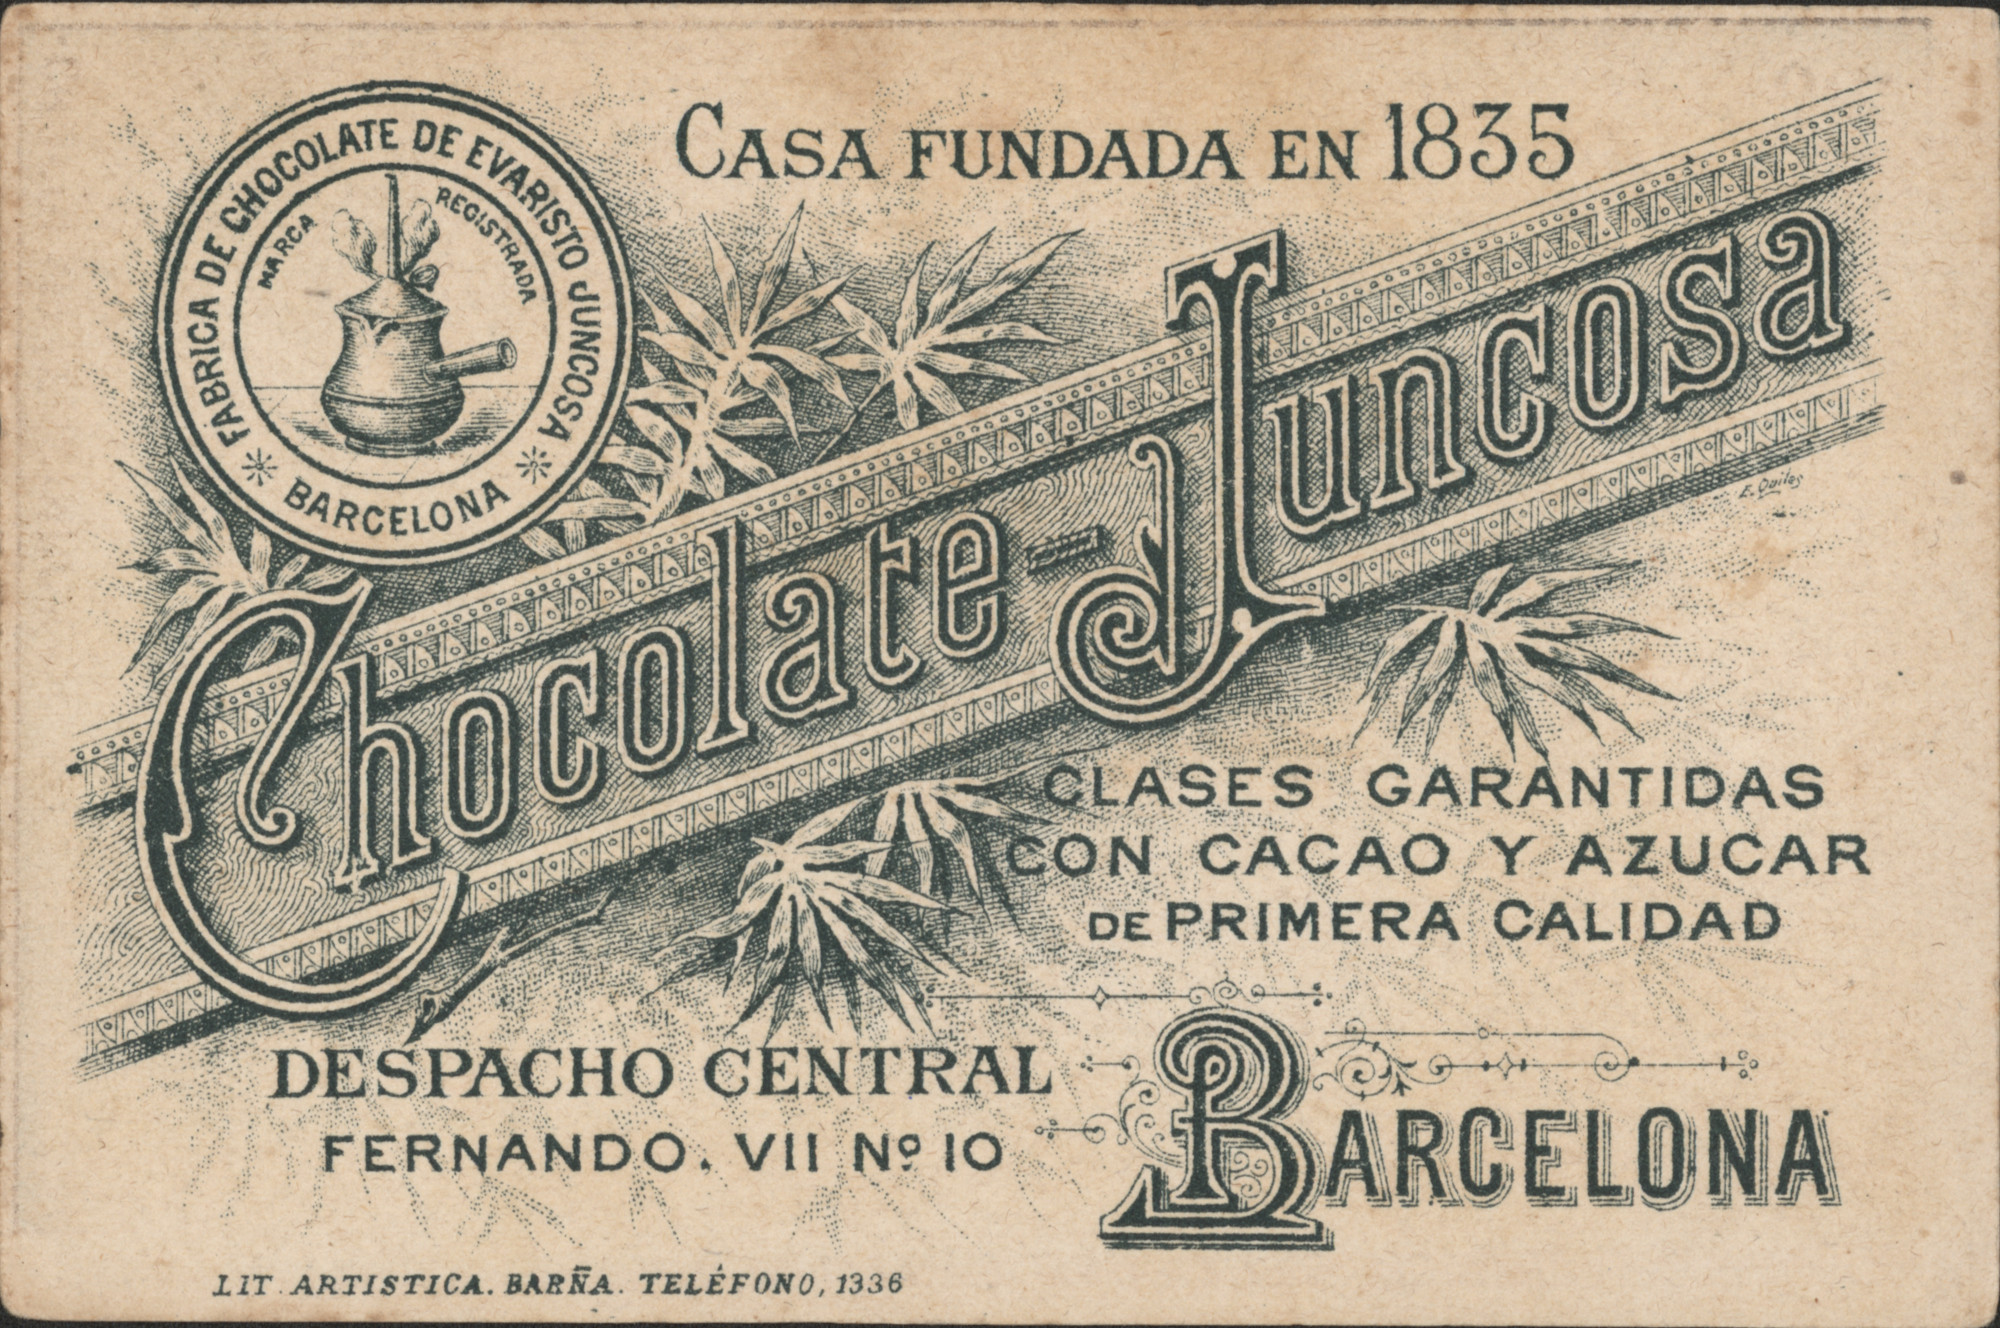 FÁBRICA DE CHOCOLATE DE EVARISTO JUNCOSA
MARCA REGISTRADA
* BARCELONA *
CASA FUNDADA EN 1835
Chocolate-Juncosa
E. Quiles
CLASES GARANTIDAS
CON CACAO Y AZUCAR
DE PRIMERA CALIDAD
DESPACHO CENTRAL
FERNANDO. VII Nº 10
BARCELONA
LIT. ARTISTICA. BARÑA. TELÉFONO, 1336